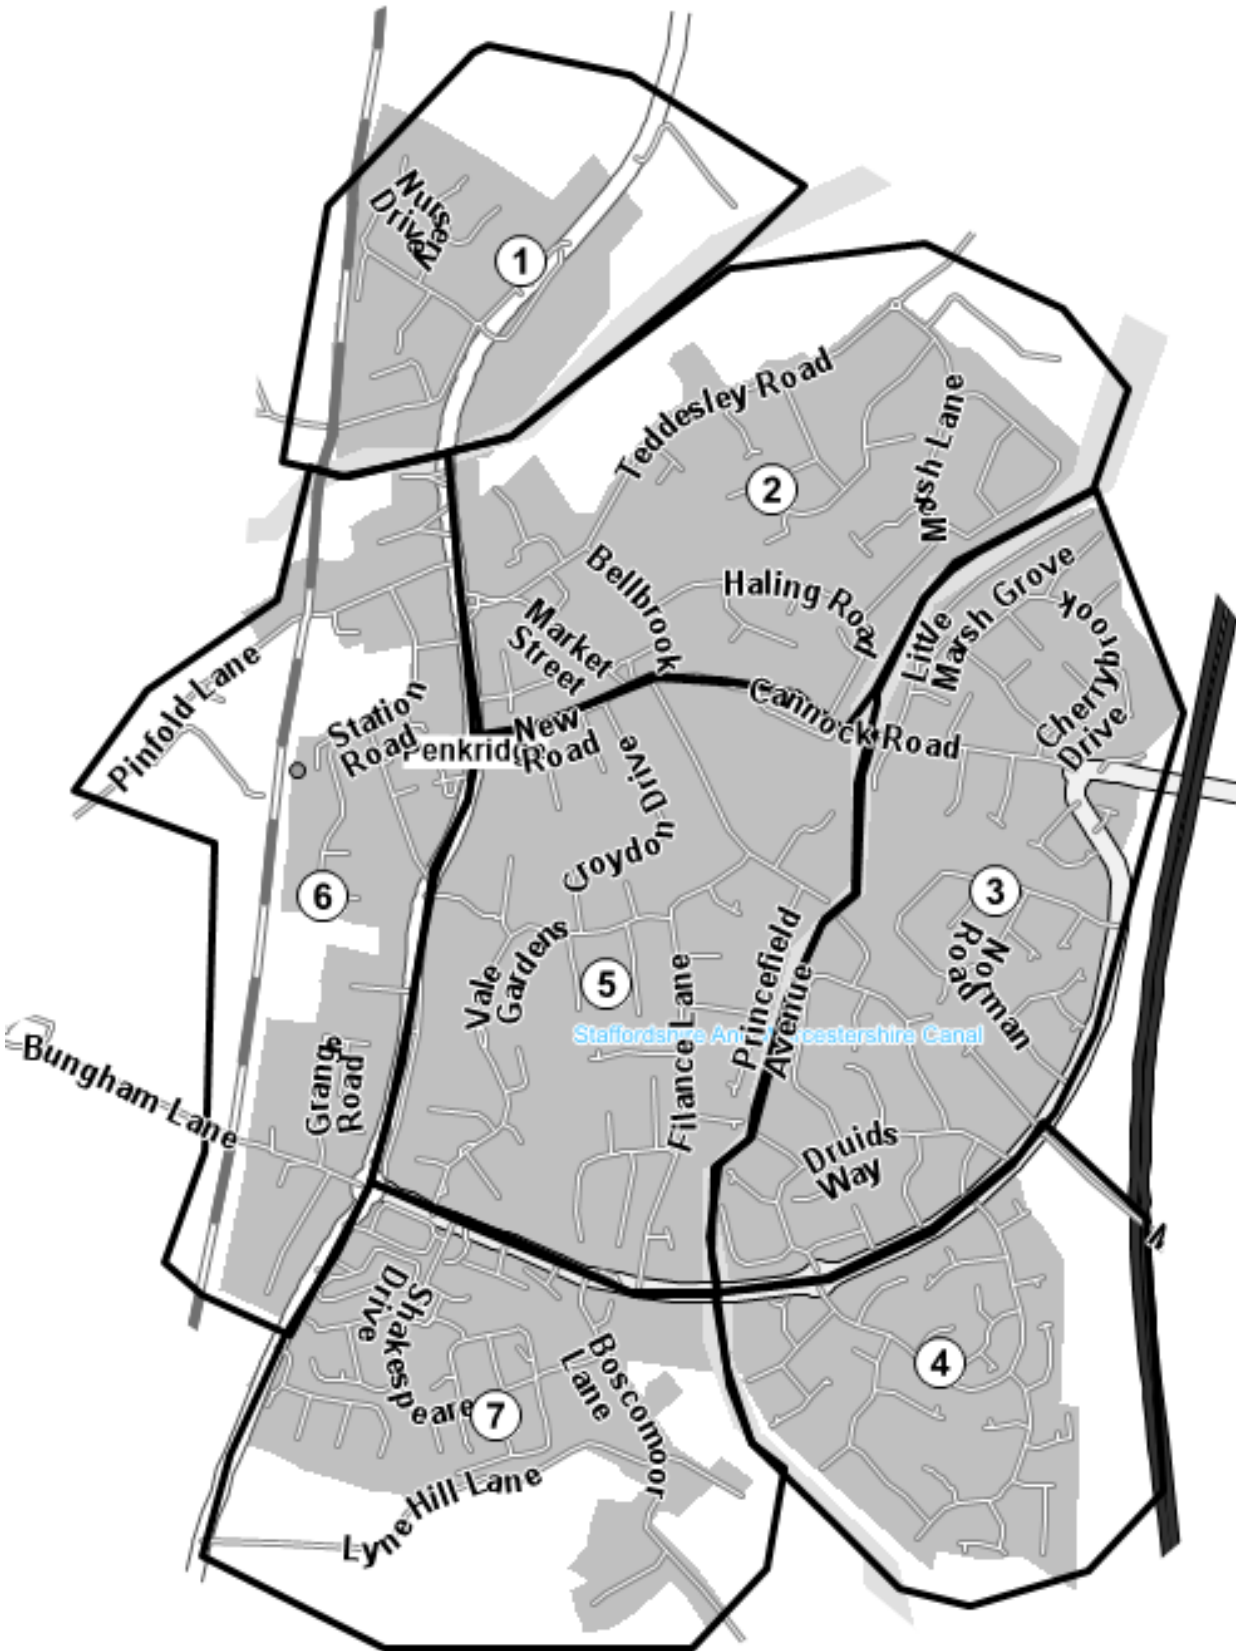 Nursery
Drive
1
Teddesley Road
Marsh Lane
2
Bellbrook
Haling Road
Market
Street
Little
Marsh Grove
Cherrybrook
Drive
Pinfold Lane
Station
Road
New
Road
Cannock Road
Croydon Drive
6
3
Norman
Road
Vale
Gardens
5
Filance Lane
Princefield
Avenue
Bungham Lane
Road
Druids
Way
Shakespeare
Drive
Boscomoor
Lane
4
7
Lyne Hill Lane